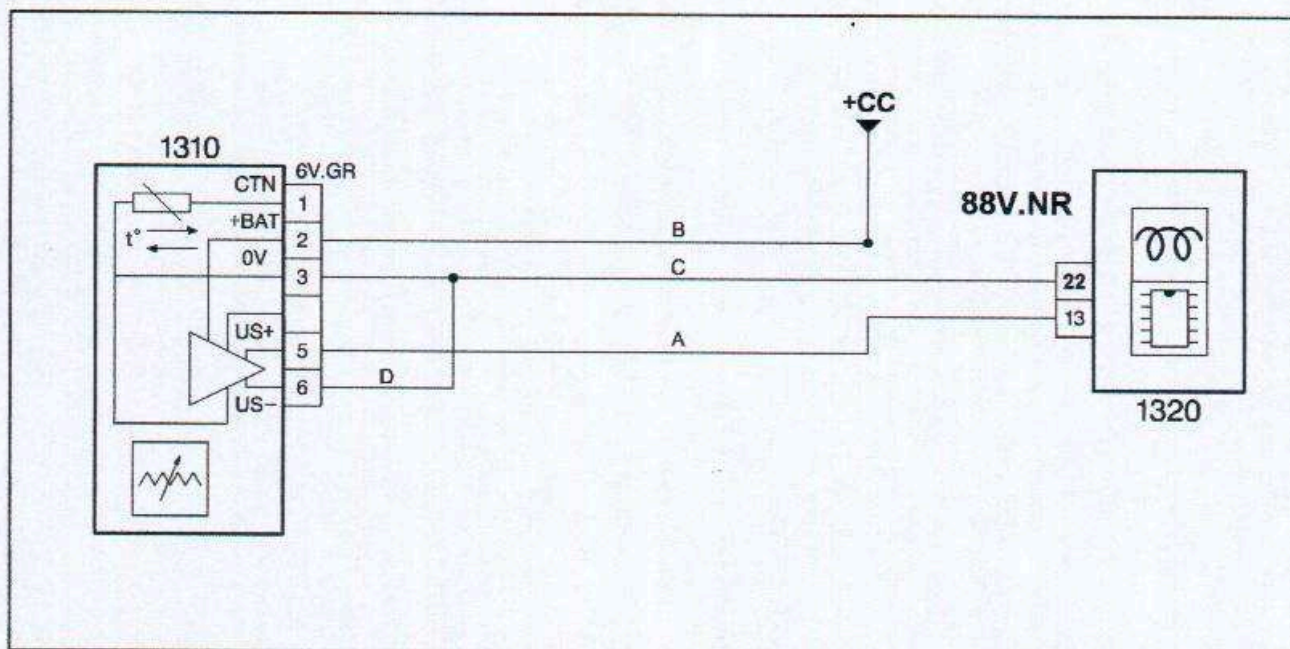 +CC
1310
6V.GR
CTN
1
+BAT
t°
2
0V
3
US+
5
6
US−
B
C
A
D
88V.NR
22
13
1320